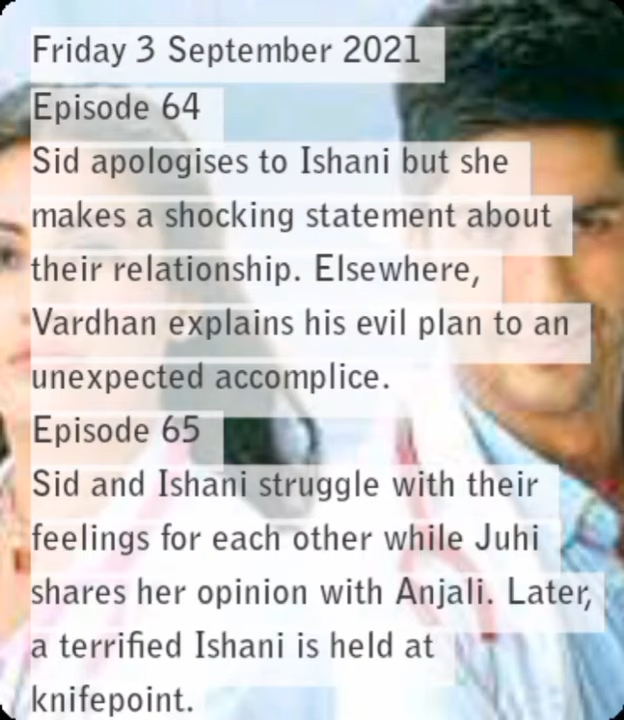 Friday 3 September 2021
Episode 64
Sid apologises to Ishani but she
makes a shocking statement about
their relationship. Elsewhere,
Vardhan explains his evil plan to an
unexpected accomplice.
Episode 65
Sid and Ishani struggle with their
feelings for each other while Juhi
shares her opinion with Anjali. Later,
a terrified Ishani is held at
knifepoint.